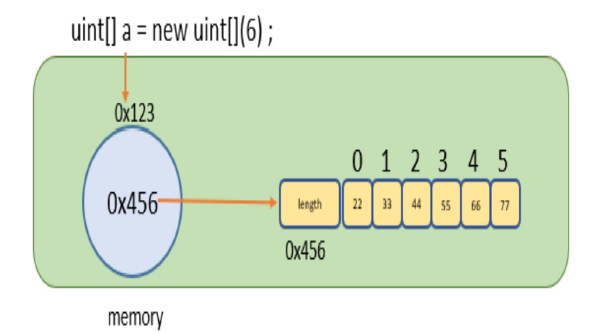 uint[] a = new uint[](6) ;
0x123
0 1 2 3 4 5
0x456
length 22 33 44 55 66 77
0x456
memory